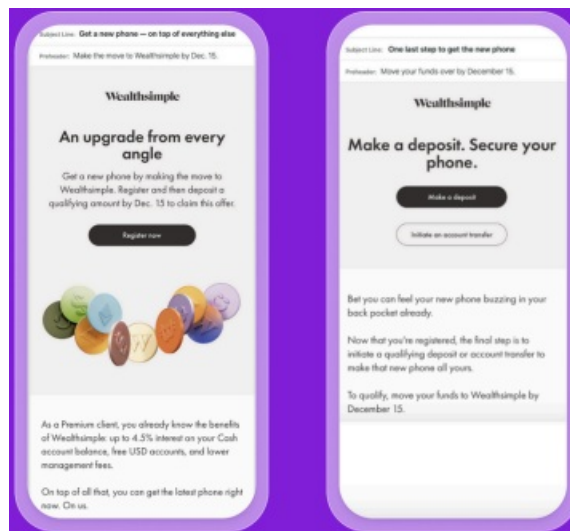 Subject Line: Get a new phone — on top of everything else
Preheader: Make the move to Wealthsimple by Dec. 15.
Wealthsimple
An upgrade from every
angle
Get a new phone by making the move to
Wealthsimple. Register and then deposit a
qualifying amount by Dec. 15 to claim this offer.
Register now
As a Premium client, you already know the benefits
of Wealthsimple: up to 4.5% interest on your Cash
account balance, free USD accounts, and lower
management fees.
On top of all that, you can get the latest phone right
now. On us.
Subject Line: One last step to get the new phone
Preheader: Move your funds over by December 15.
Wealthsimple
Make a deposit. Secure your
phone.
Make a deposit
Initiate an account transfer
Bet you can feel your new phone buzzing in your
back pocket already.
Now that you're registered, the final step is to
initiate a qualifying deposit or account transfer to
make that new phone all yours.
To qualify, move your funds to Wealthsimple by
December 15.